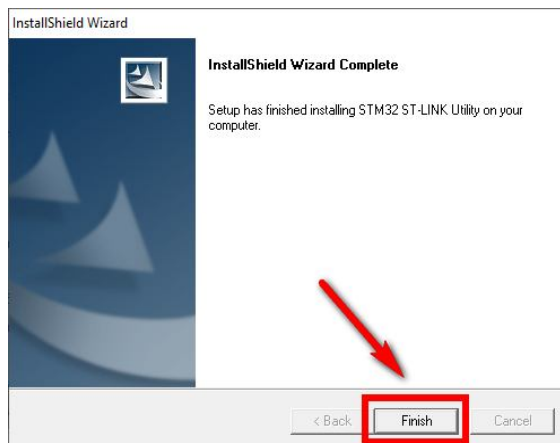 InstallShield Wizard
InstallShield Wizard Complete
Setup has finished installing STM32 ST-LINK Utility on your
computer.
< Back
Finish
Cancel